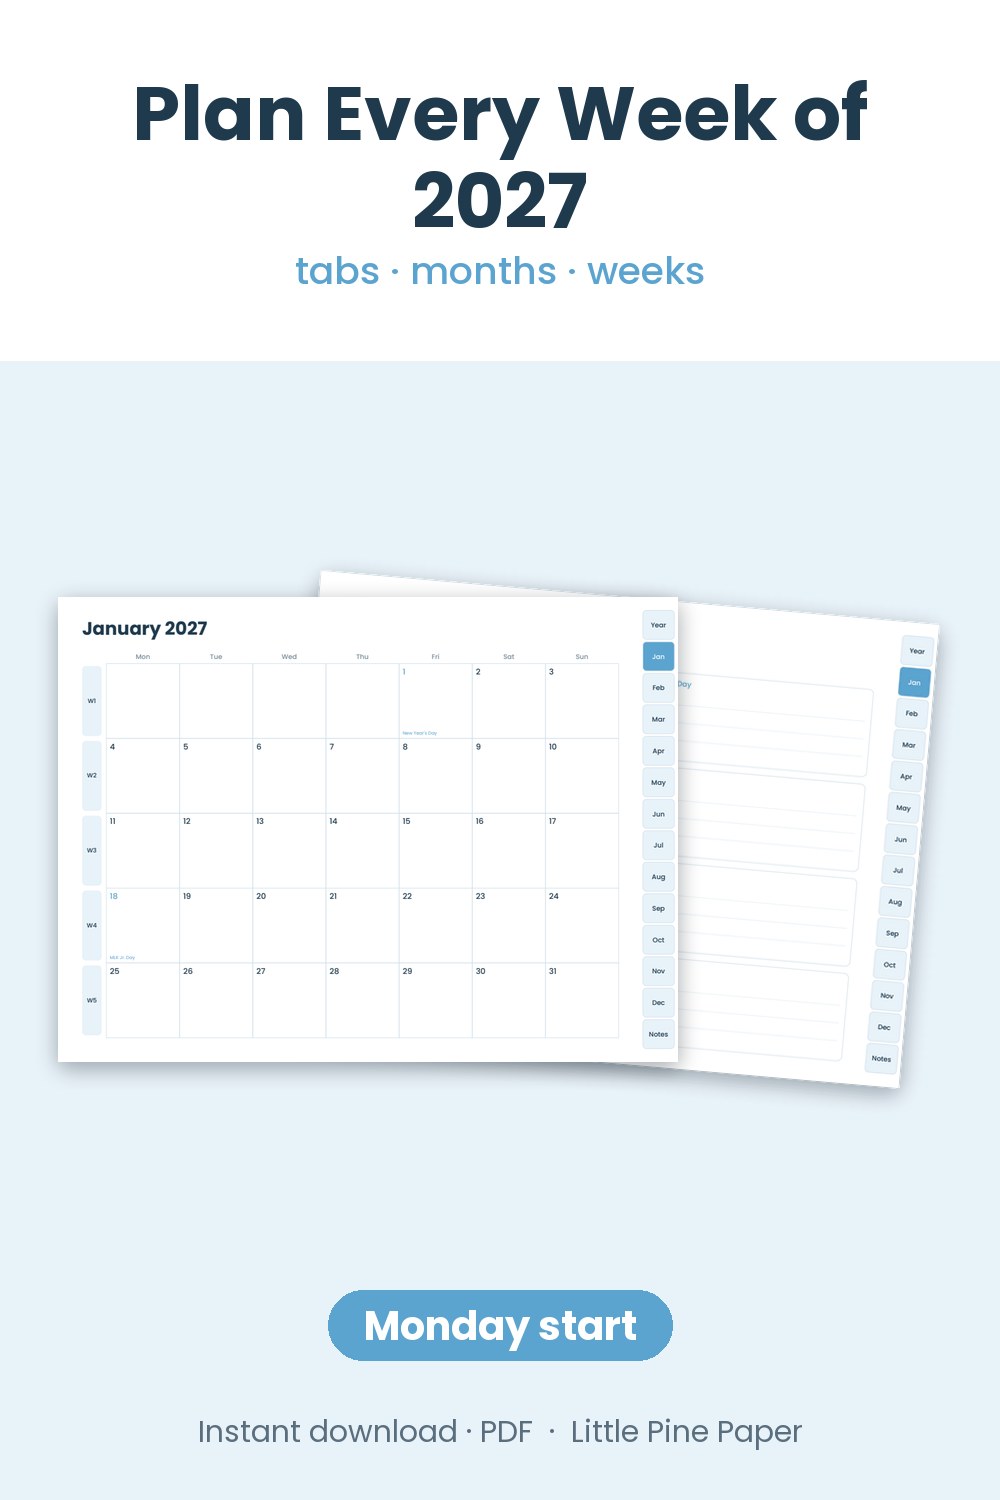 Plan Every Week of
2027
tabs · months · weeks
January 2027
Mon Tue Wed Thu Fri Sat Sun
W1 1 2 3
New Year's Day
W2 4 5 6 7 8 9 10
W3 11 12 13 14 15 16 17
W4 18 19 20 21 22 23 24
MLK Jr. Day
W5 25 26 27 28 29 30 31
Year
Jan
Feb
Mar
Apr
May
Jun
Jul
Aug
Sep
Oct
Nov
Dec
Notes
Day
Year
Jan
Feb
Mar
Apr
May
Jun
Jul
Aug
Sep
Oct
Nov
Dec
Notes
Monday start
Instant download · PDF · Little Pine Paper